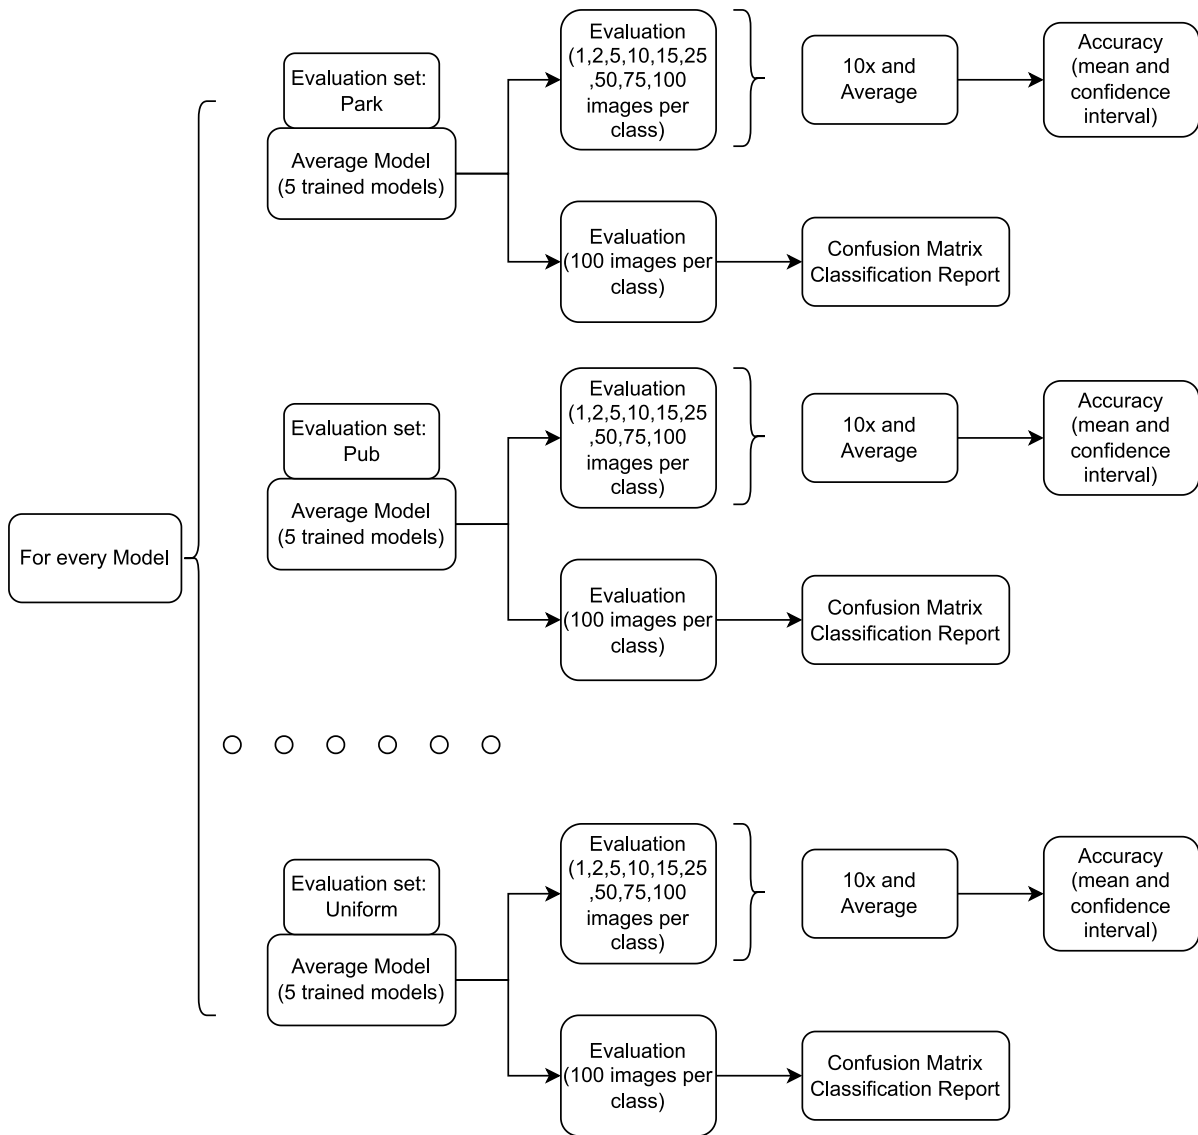 For every Model
Evaluation set:
Park
Average Model
(5 trained models)
Evaluation
(1,2,5,10,15,25
,50,75,100
images per
class)
10x and
Average
Accuracy
(mean and
confidence
interval)
Evaluation
(100 images per
class)
Confusion Matrix
Classification Report
Evaluation set:
Pub
Average Model
(5 trained models)
Evaluation
(1,2,5,10,15,25
,50,75,100
images per
class)
10x and
Average
Accuracy
(mean and
confidence
interval)
Evaluation
(100 images per
class)
Confusion Matrix
Classification Report
Evaluation set:
Uniform
Average Model
(5 trained models)
Evaluation
(1,2,5,10,15,25
,50,75,100
images per
class)
10x and
Average
Accuracy
(mean and
confidence
interval)
Evaluation
(100 images per
class)
Confusion Matrix
Classification Report